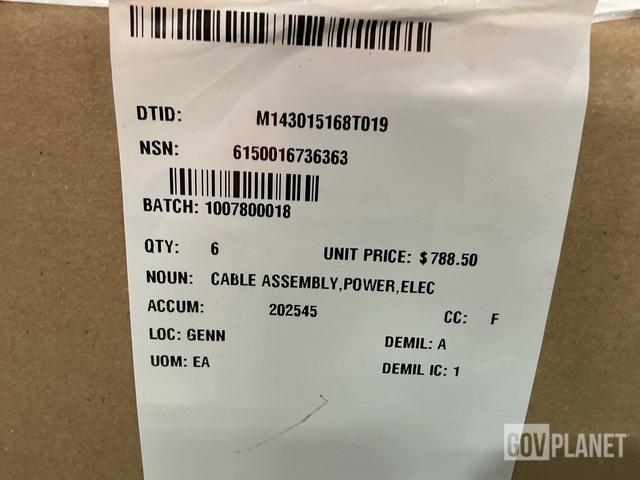 DTID: M143015168T019
NSN: 6150016736363
BATCH: 1007800018
QTY: 6 UNIT PRICE: $788.50
NOUN: CABLE ASSEMBLY,POWER,ELEC
ACCUM: 202545 CC: F
LOC: GENN DEMIL: A
UOM: EA DEMIL IC: 1
GOVPLANET